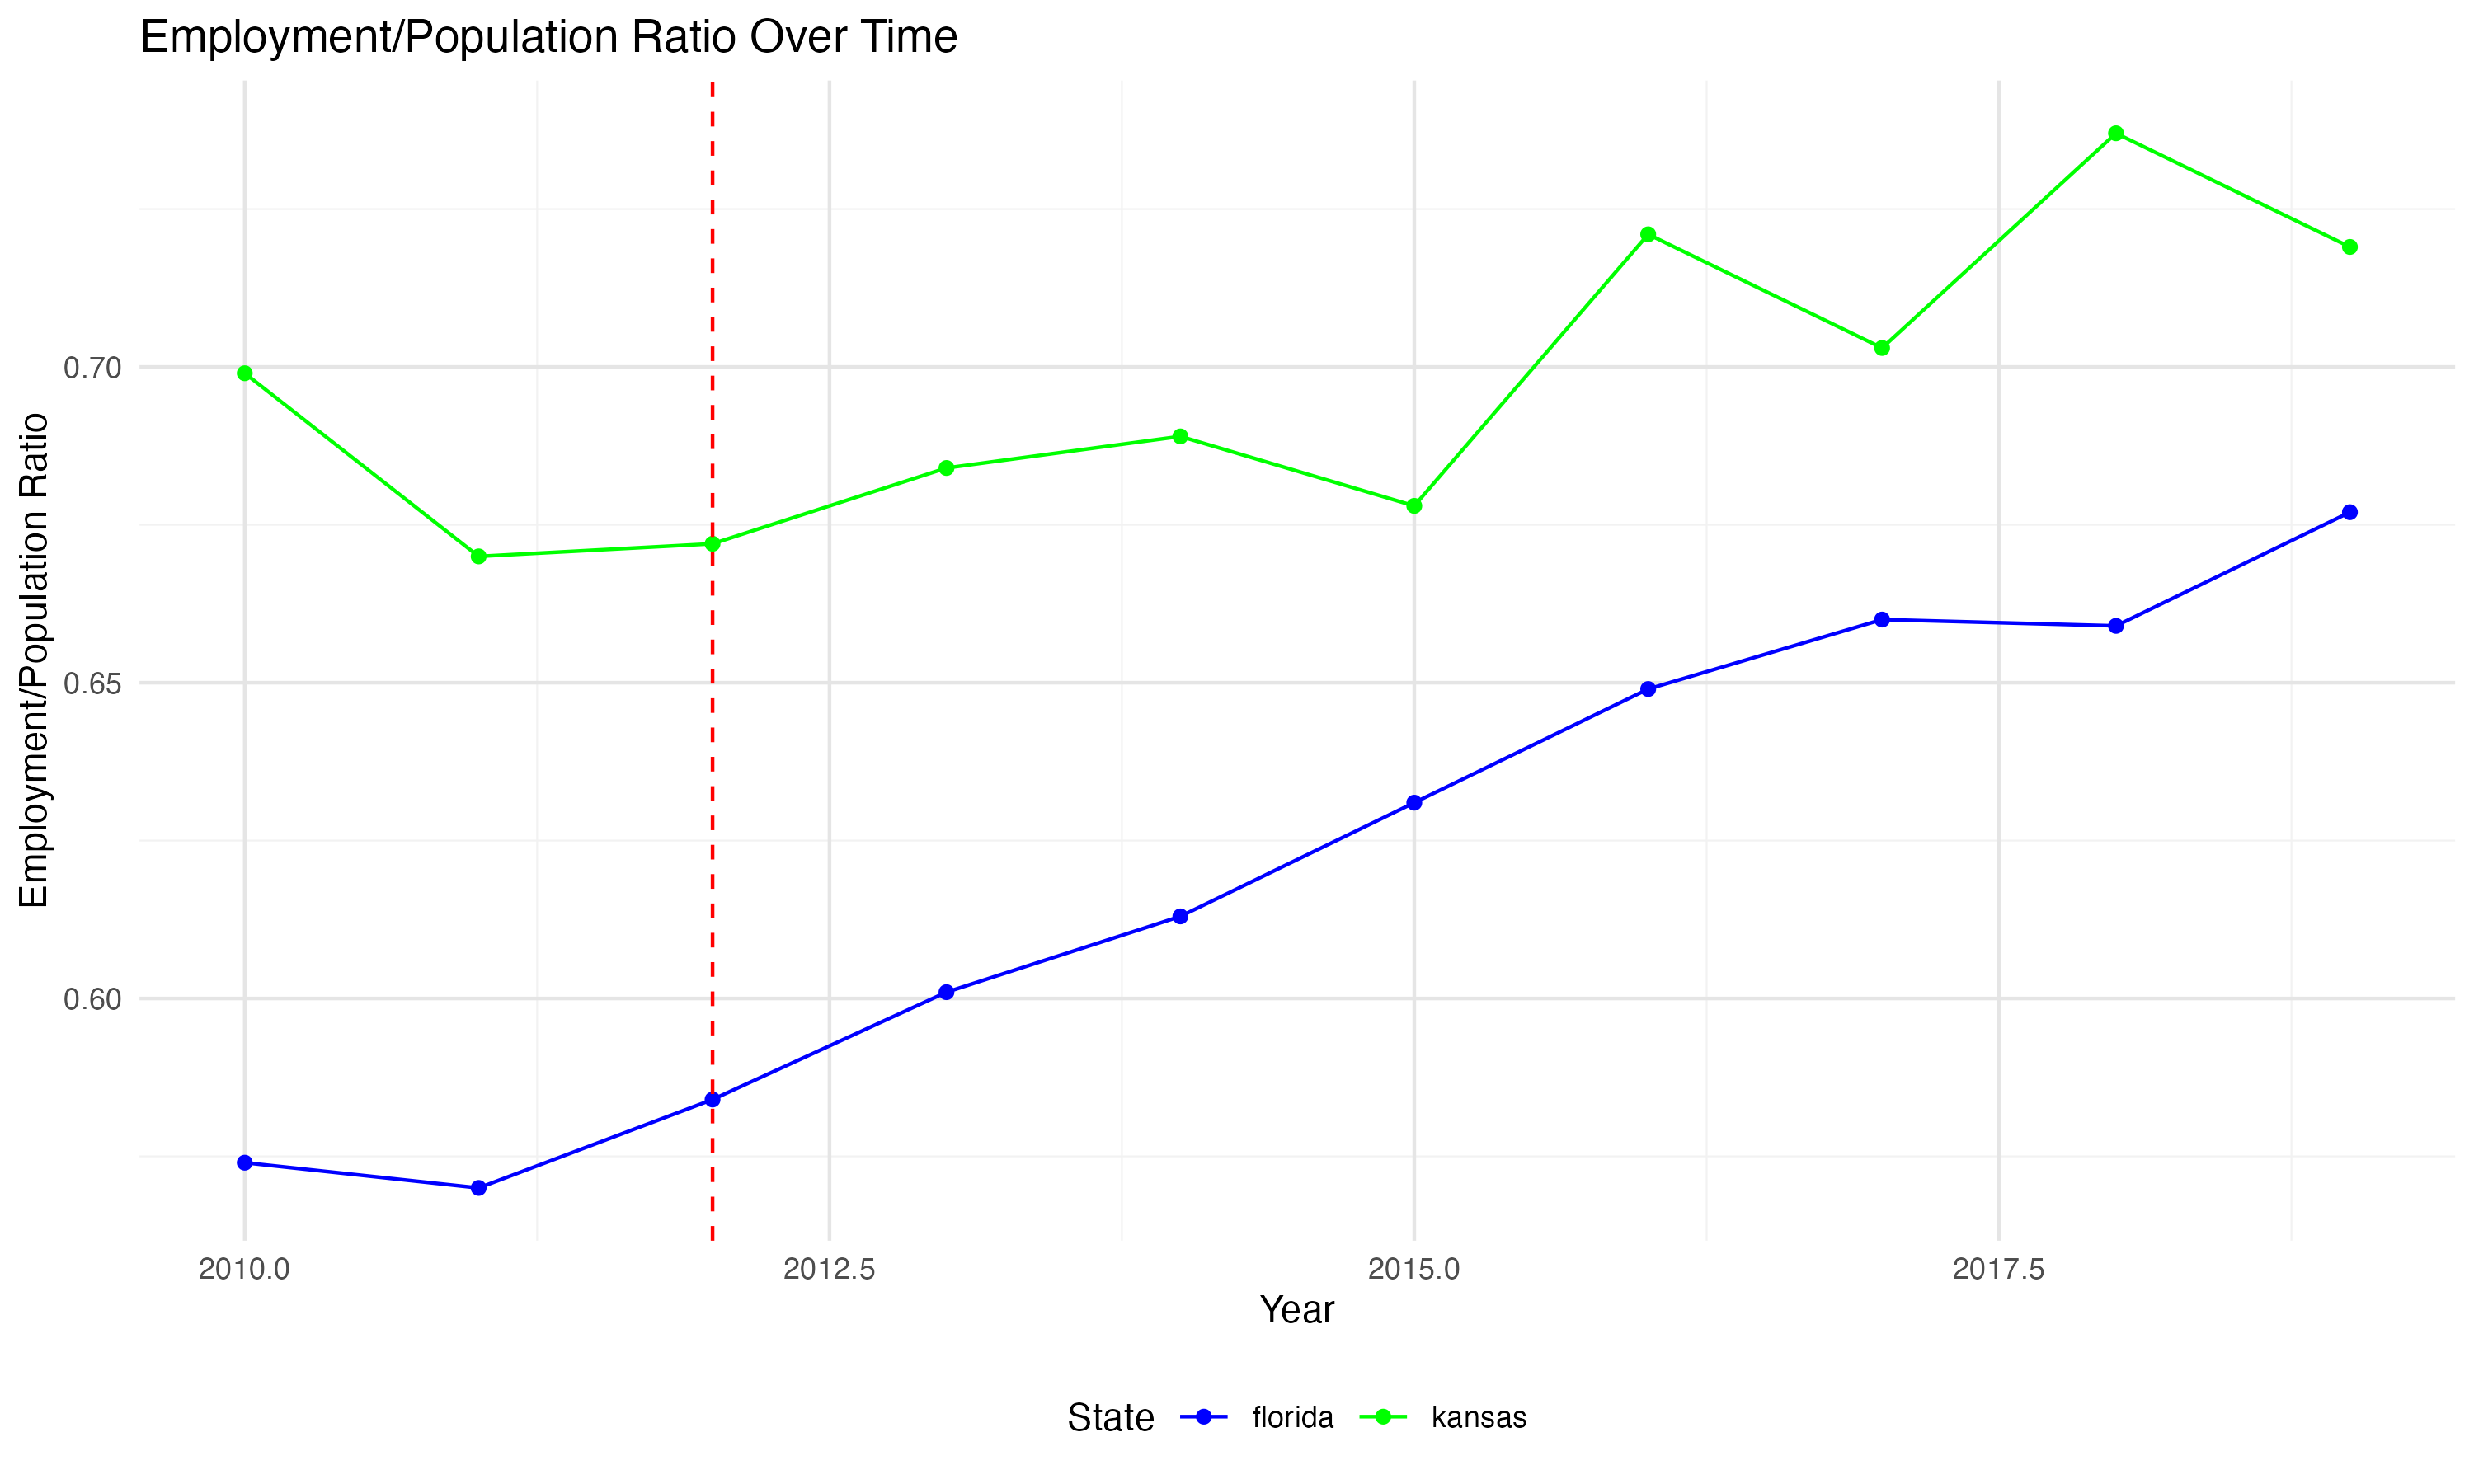 Employment/Population Ratio Over Time
Employment/Population Ratio
0.70
0.65
0.60
2010.0
2012.5
2015.0
2017.5
Year
State
florida
kansas